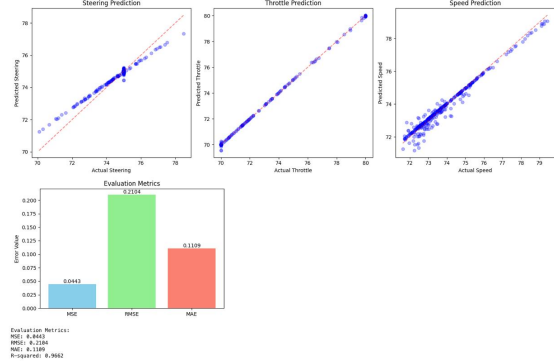 Steering Prediction
Throttle Prediction
Speed Prediction
78
76
74
72
70
Predicted Steering
70
72
74
76
78
Actual Steering
80
78
76
74
72
70
Predicted Throttle
70
72
74
76
78
80
Actual Throttle
78
76
74
72
Predicted Speed
72
73
74
75
76
77
78
79
Actual Speed
Evaluation Metrics
0.200
0.175
0.150
0.125
0.100
0.075
0.050
0.025
0.000
Error Value
0.0443
0.2104
0.1109
MSE
RMSE
MAE
Evaluation Metrics:
MSE: 0.0443
RMSE: 0.2104
MAE: 0.1109
R-squared: 0.9662